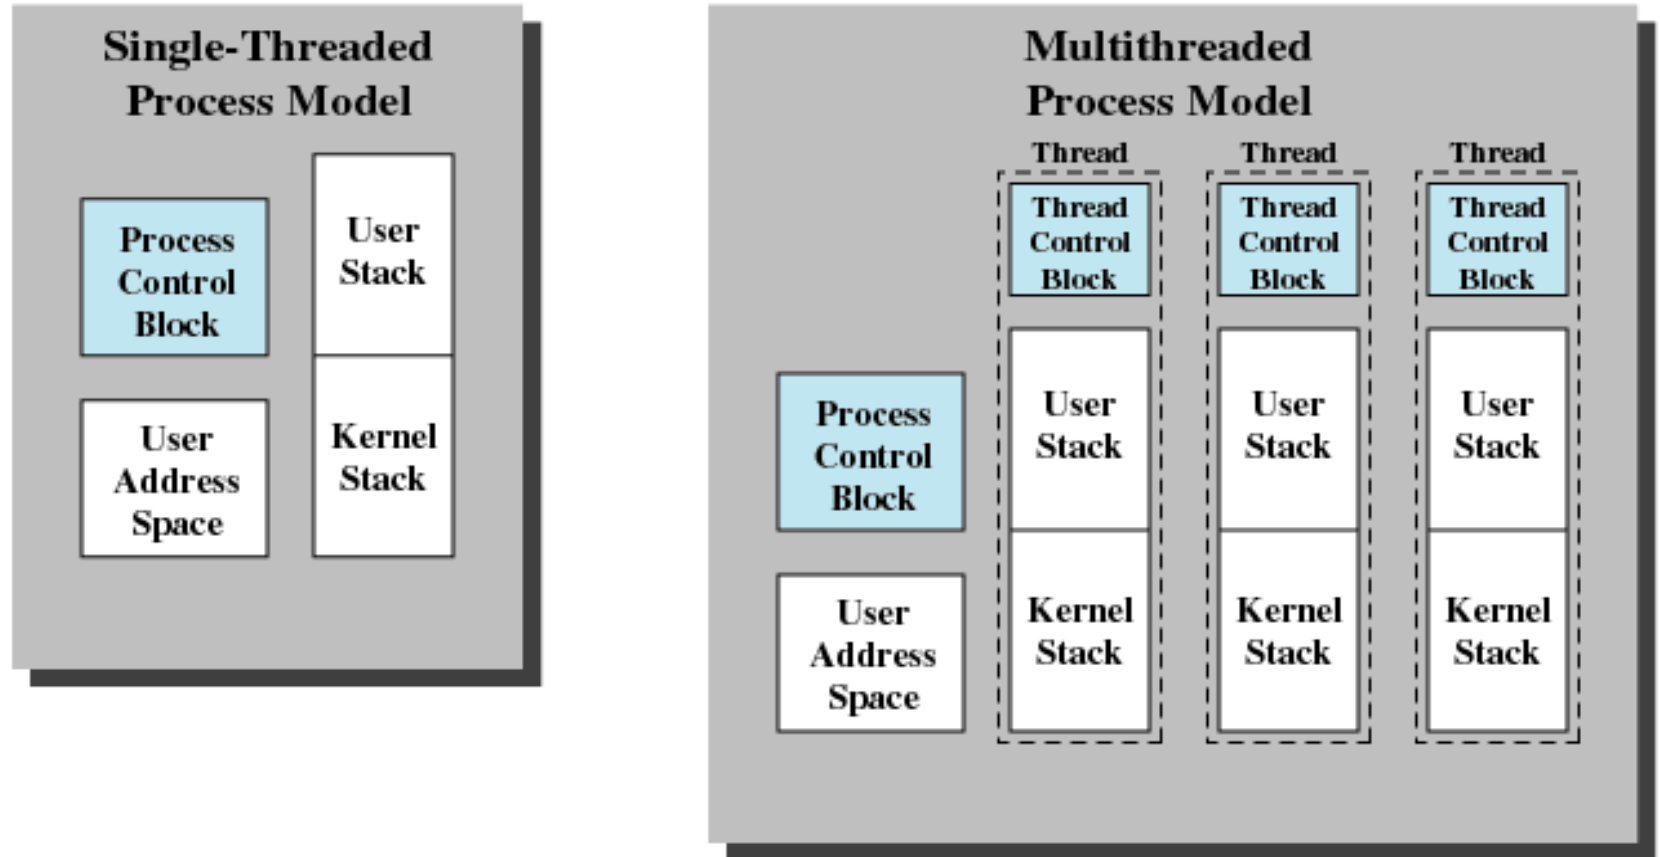 Single-Threaded
Process Model
Process
Control
Block
User
Stack
User
Address
Space
Kernel
Stack
Multithreaded
Process Model
Process
Control
Block
User
Address
Space
Thread
Thread
Control
Block
User
Stack
Kernel
Stack
Thread
Thread
Control
Block
User
Stack
Kernel
Stack
Thread
Thread
Control
Block
User
Stack
Kernel
Stack